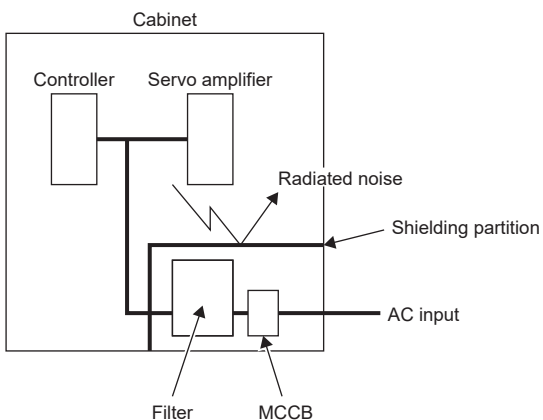 Cabinet
Controller
Servo amplifier
Radiated noise
Shielding partition
AC input
Filter
MCCB